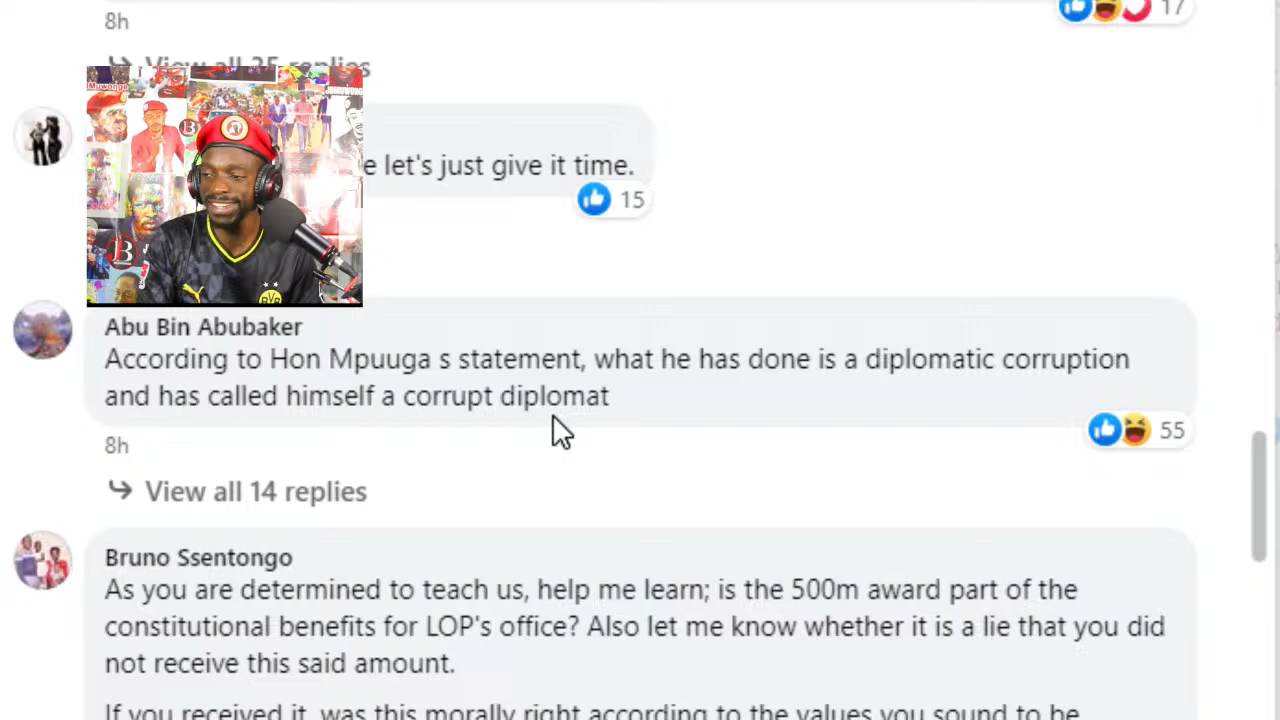 8h
17
View all 35 replies
e let's just give it time.
15
Abu Bin Abubaker
According to Hon Mpuuga s statement, what he has done is a diplomatic corruption
and has called himself a corrupt diplomat
55
8h
View all 14 replies
Bruno Ssentongo
As you are determined to teach us, help me learn; is the 500m award part of the
constitutional benefits for LOP's office? Also let me know whether it is a lie that you did
not receive this said amount.
If you received it, was this morally right according to the values you sound to be